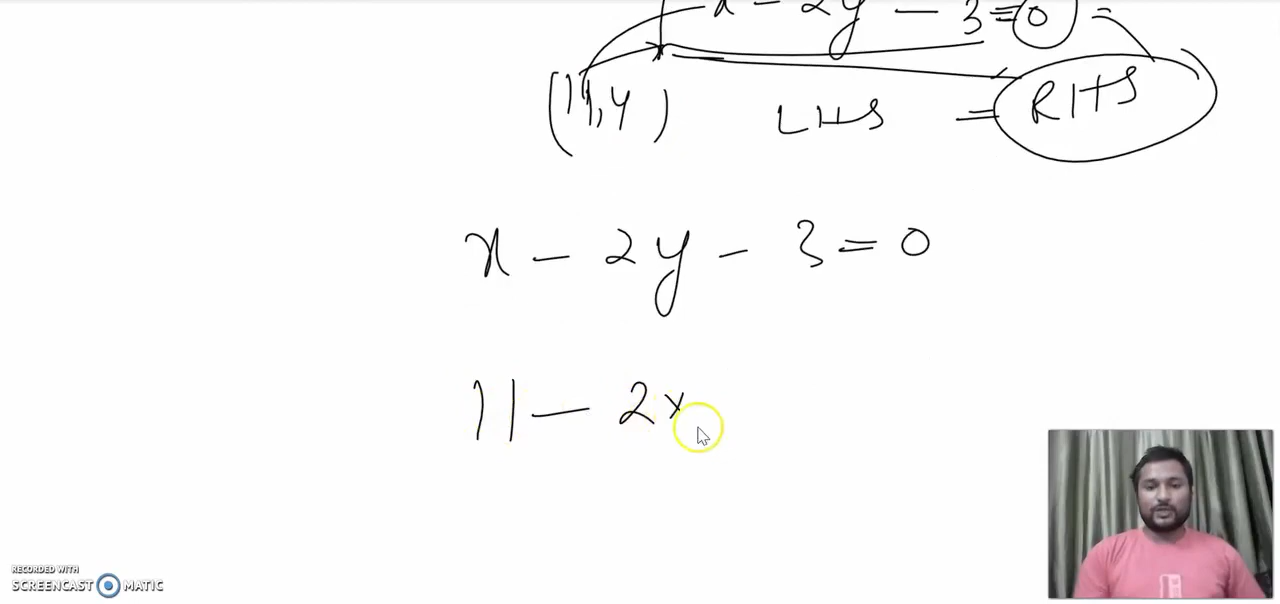 x - 2y - 3 = 0 =
(11,4) LHS = RHS
x - 2y - 3 = 0
11 - 2×
RECORDED WITH
SCREENCAST MATIC